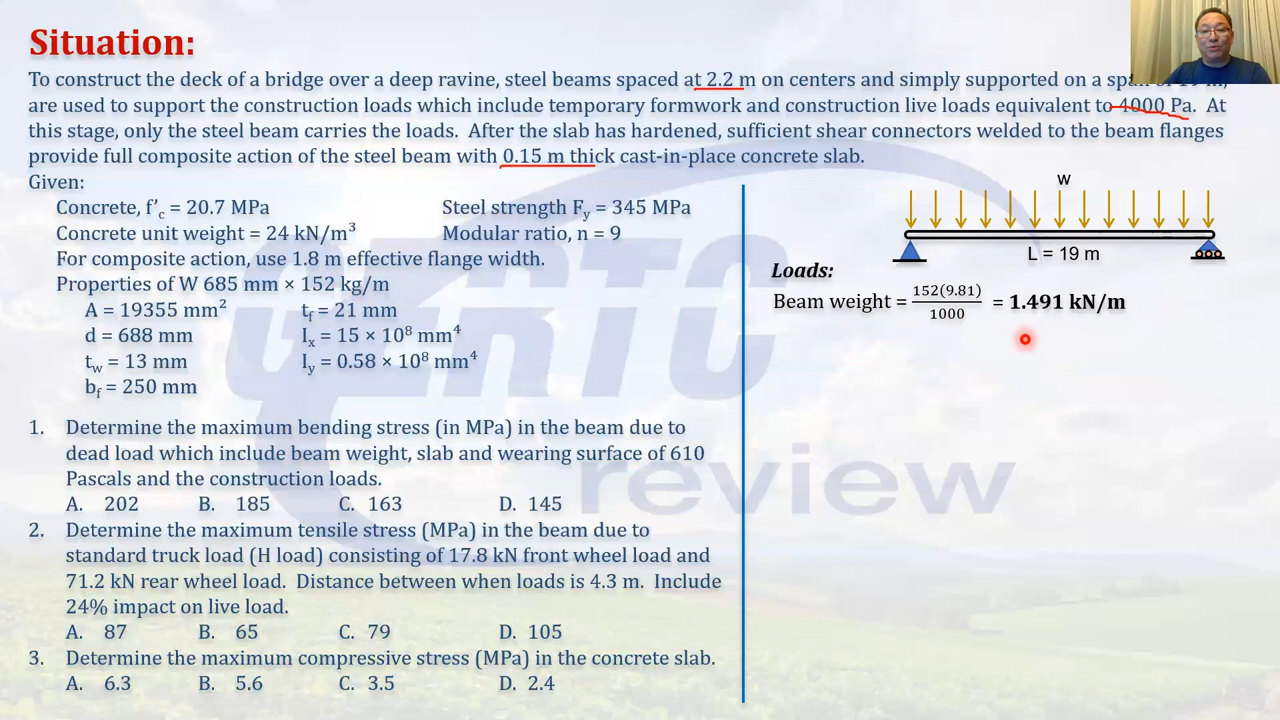 Situation:
To construct the deck of a bridge over a deep ravine, steel beams spaced at 2.2 m on centers and simply supported on a span of 19 m,
are used to support the construction loads which include temporary formwork and construction live loads equivalent to 4000 Pa. At
this stage, only the steel beam carries the loads. After the slab has hardened, sufficient shear connectors welded to the beam flanges
provide full composite action of the steel beam with 0.15 m thick cast-in-place concrete slab.
Given:
Concrete, f'c = 20.7 MPa Steel strength Fy = 345 MPa
Concrete unit weight = 24 kN/m³ Modular ratio, n = 9
For composite action, use 1.8 m effective flange width.
Properties of W 685 mm × 152 kg/m
A = 19355 mm² tf = 21 mm
d = 688 mm Ix = 15 × 10⁸ mm⁴
tw = 13 mm Iy = 0.58 × 10⁸ mm⁴
bf = 250 mm
1. Determine the maximum bending stress (in MPa) in the beam due to
dead load which include beam weight, slab and wearing surface of 610
Pascals and the construction loads.
A. 202 B. 185 C. 163 D. 145
2. Determine the maximum tensile stress (MPa) in the beam due to
standard truck load (H load) consisting of 17.8 kN front wheel load and
71.2 kN rear wheel load. Distance between when loads is 4.3 m. Include
24% impact on live load.
A. 87 B. 65 C. 79 D. 105
3. Determine the maximum compressive stress (MPa) in the concrete slab.
A. 6.3 B. 5.6 C. 3.5 D. 2.4
w
L = 19 m
Loads:
Beam weight = 152(9.81)/1000 = 1.491 kN/m
review